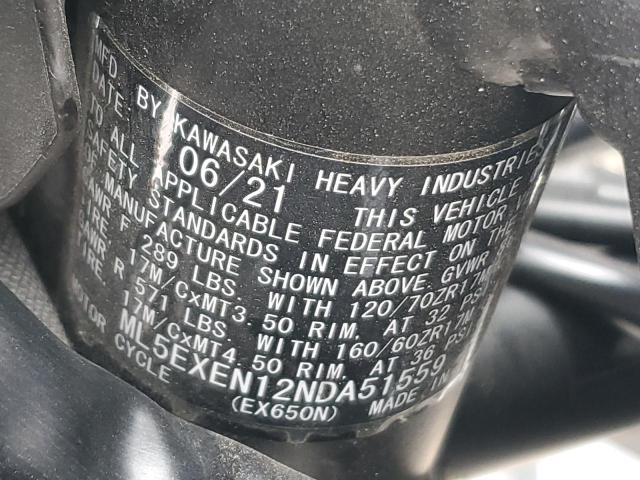 MFD. BY KAWASAKI HEAVY INDUSTRIES
DATE: 06/21 THIS VEHICLE
TO ALL APPLICABLE FEDERAL MOTOR
SAFETY STANDARDS IN EFFECT ON THE
OF MANUFACTURE SHOWN ABOVE. GVWR
GAWR F 289 LBS. WITH 120/70ZR17M
TIRE, 17M/CxMT3.50 RIM. AT 32 PS
GAWR R 571 LBS. WITH 160/60ZR17M
TIRE, 17M/CxMT4.50 RIM. AT 36 PS
ML5EXEN12NDA51559
MOTOR CYCLE (EX650N) MADE IN